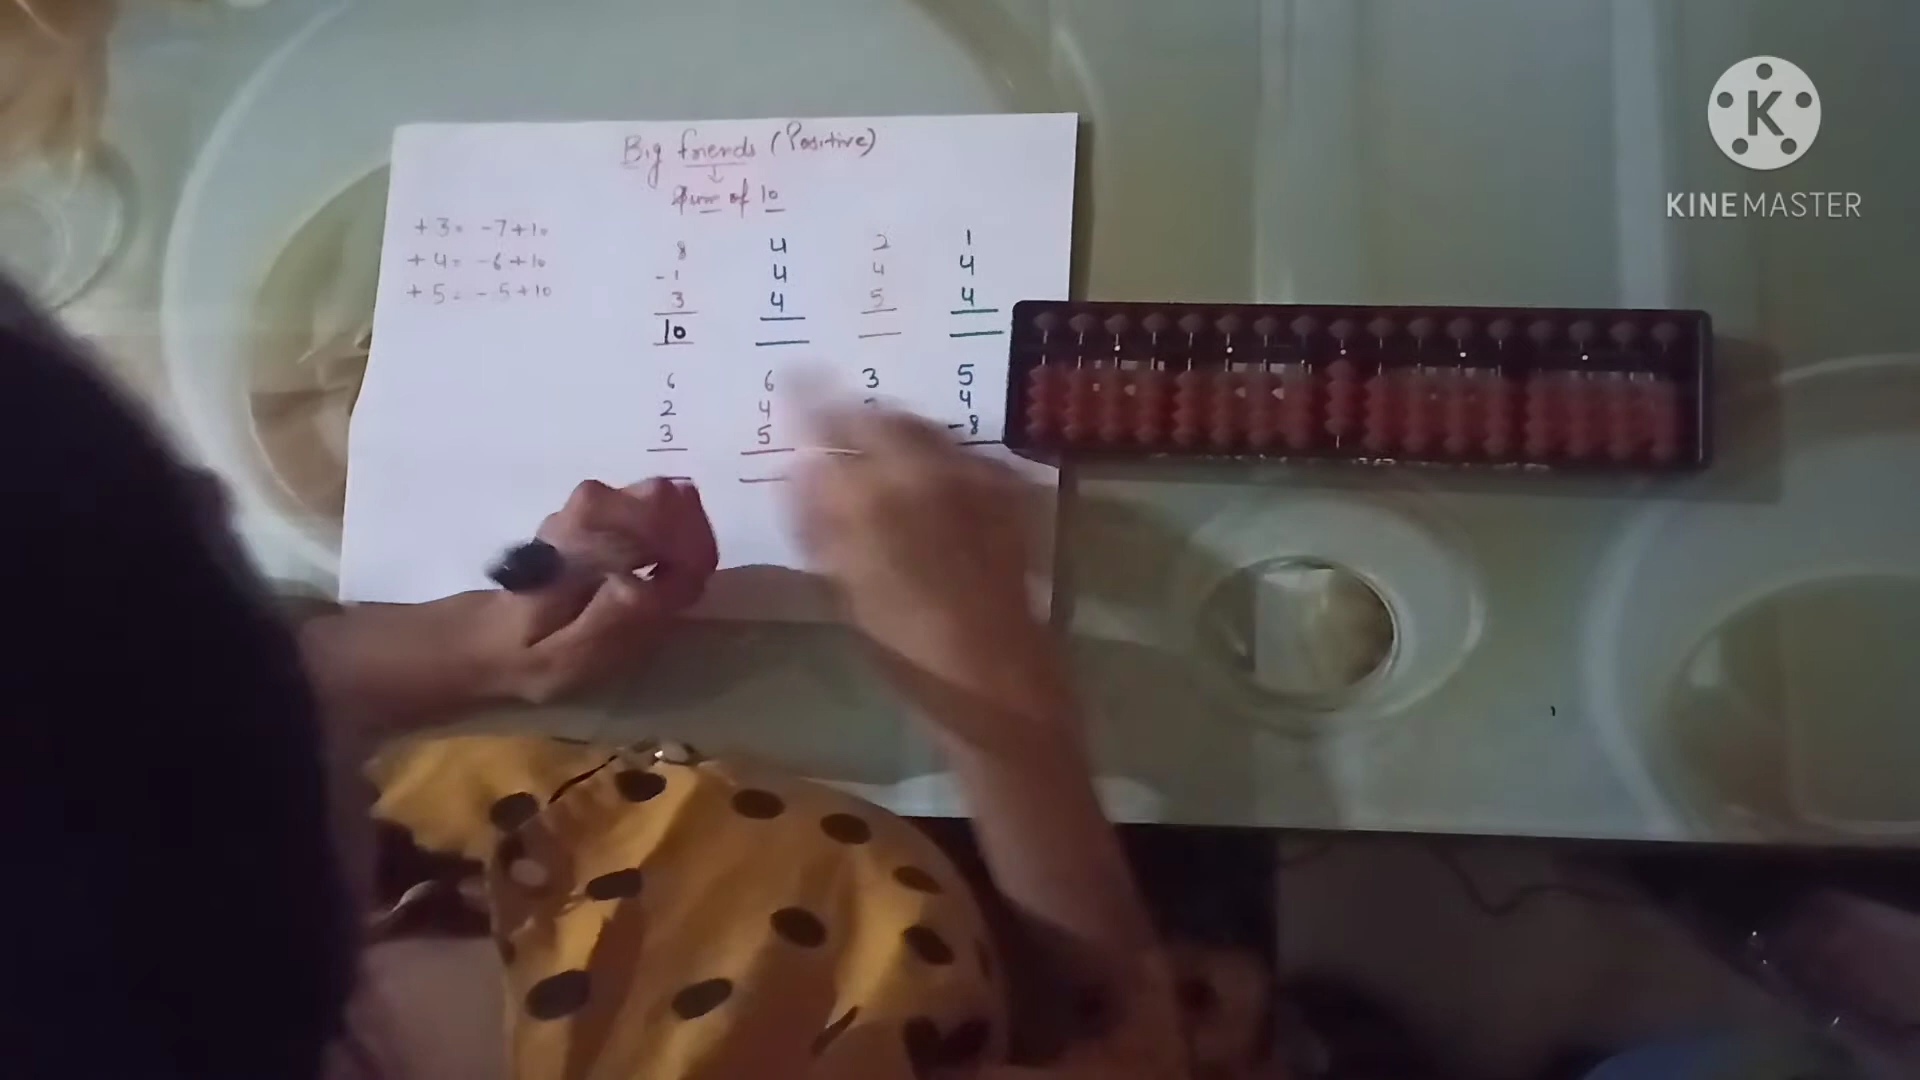 Big friends (Positive)
↓
Sum of 10
+3= -7+10
+4= -6+10
+5= -5+10
8 4 2 1
-1 4 4 4
3 4 5 4
10
6 6 3 5
2 4 4
3 5 -8
KINEMASTER